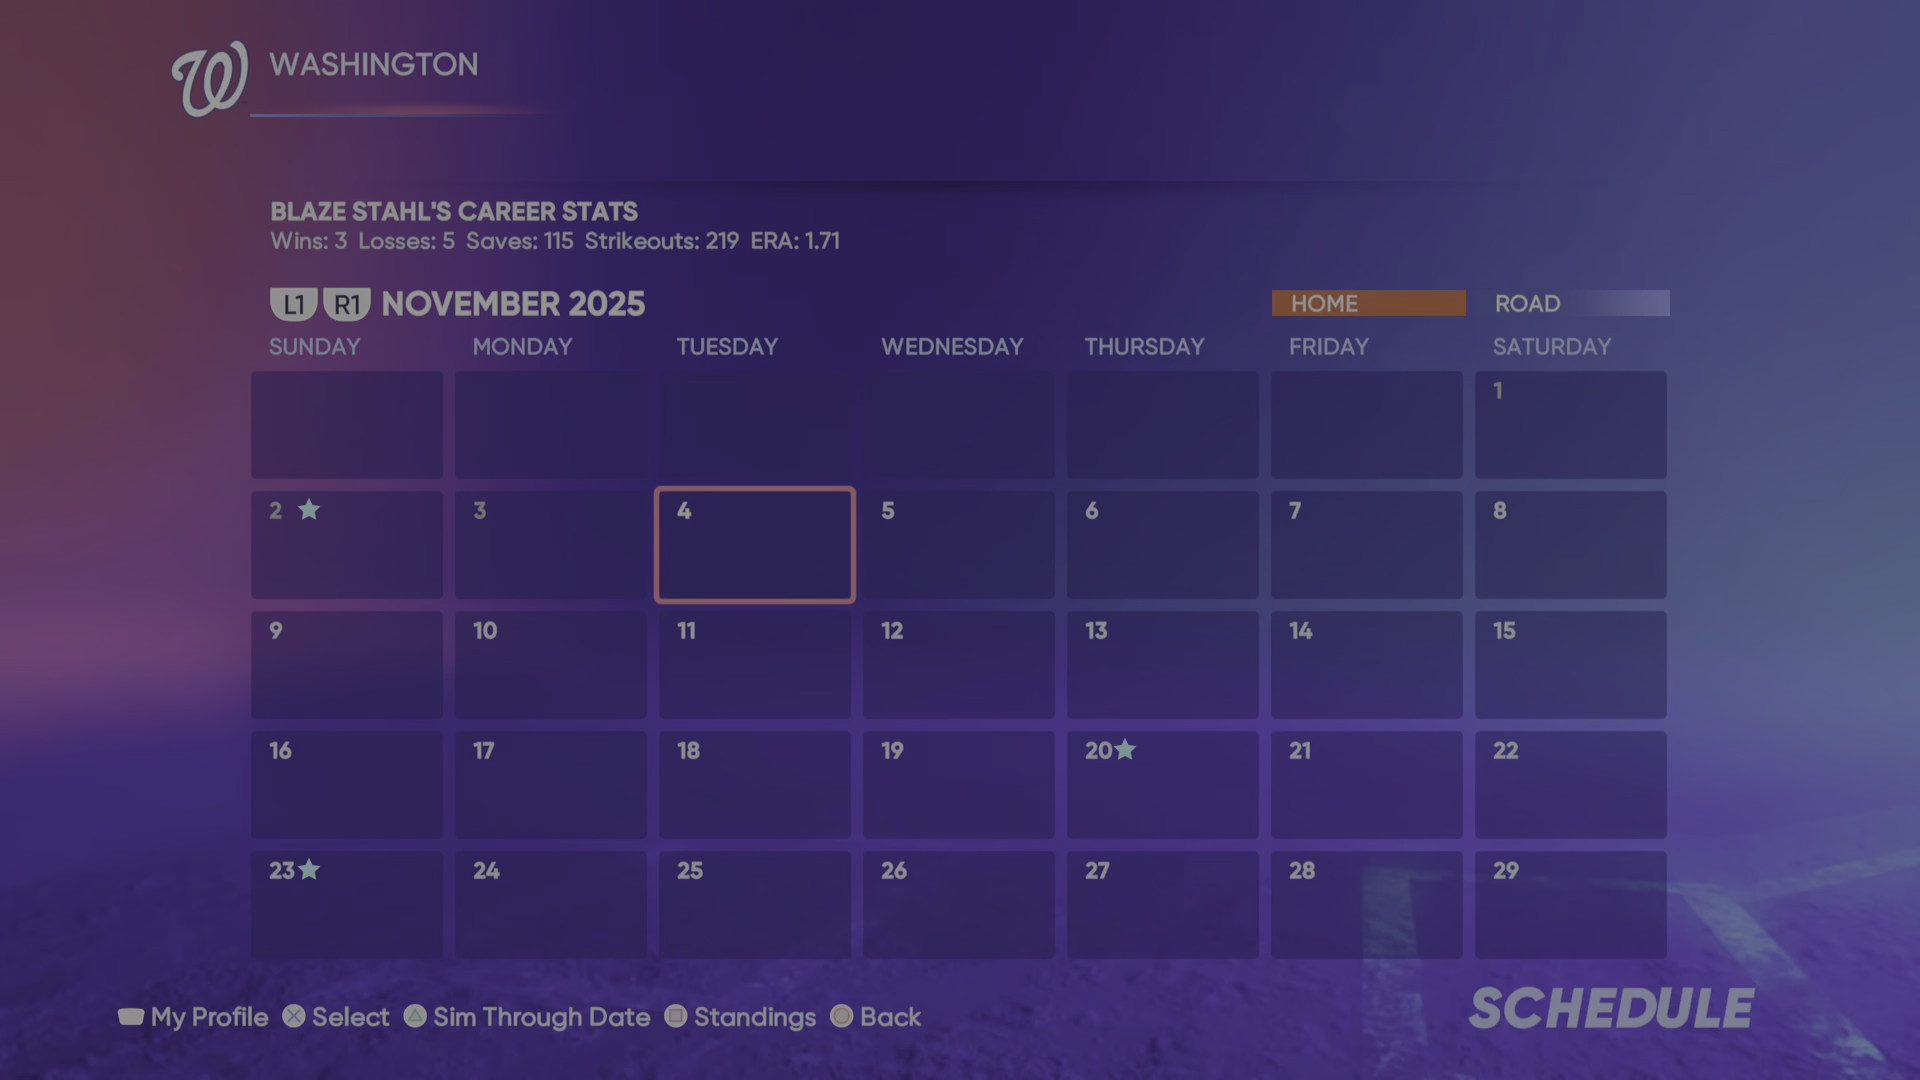 W WASHINGTON
BLAZE STAHL'S CAREER STATS
Wins: 3 Losses: 5 Saves: 115 Strikeouts: 219 ERA: 1.71
L1 R1 NOVEMBER 2025 HOME ROAD
SUNDAY MONDAY TUESDAY WEDNESDAY THURSDAY FRIDAY SATURDAY
1
2 3 4 5 6 7 8
9 10 11 12 13 14 15
16 17 18 19 20 21 22
23 24 25 26 27 28 29
My Profile Select Sim Through Date Standings Back
SCHEDULE